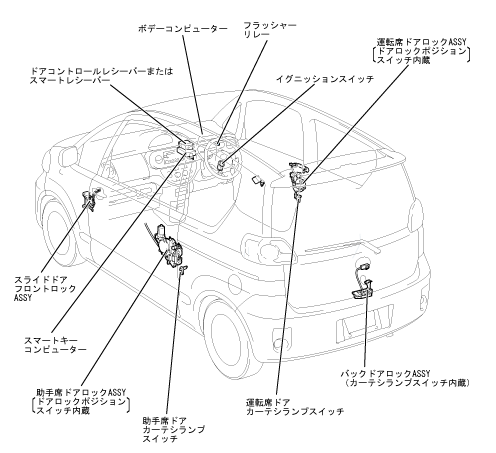 ボデーコンピューター
フラッシャー
リレー
運転席ドアロックASSY
〔ドアロックポジション〕
スイッチ内蔵
ドアコントロールレシーバーまたは
スマートレシーバー
イグニッションスイッチ
スライドドア
フロントロック
ASSY
スマートキー
コンピューター
助手席ドアロックASSY
〔ドアロックポジション〕
スイッチ内蔵
助手席ドア
カーテシランプ
スイッチ
運転席ドア
カーテシランプスイッチ
バックドアロックASSY
（カーテシランプスイッチ内蔵）